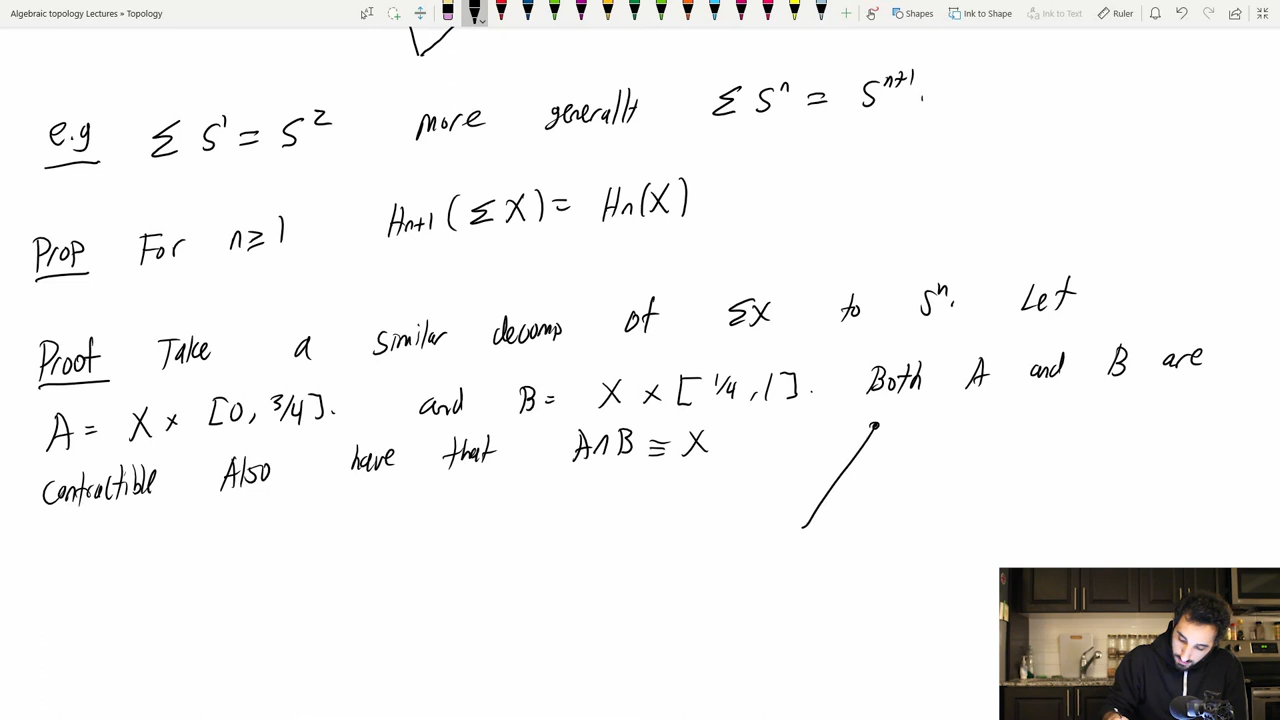 Algebraic topology Lectures » Topology
Shapes Ink to Shape Ink to Text Ruler
e.g Σ S¹ = S² more generally Σ Sⁿ = Sⁿ⁺¹.
Prop For n ≥ 1 Hn+1(ΣX) = Hn(X)
Proof Take a similar decomp of ΣX to Sⁿ. Let
A = X × [0, 3/4]. and B = X × [1/4, 1]. Both A and B are
contractible Also have that A∩B ≡ X